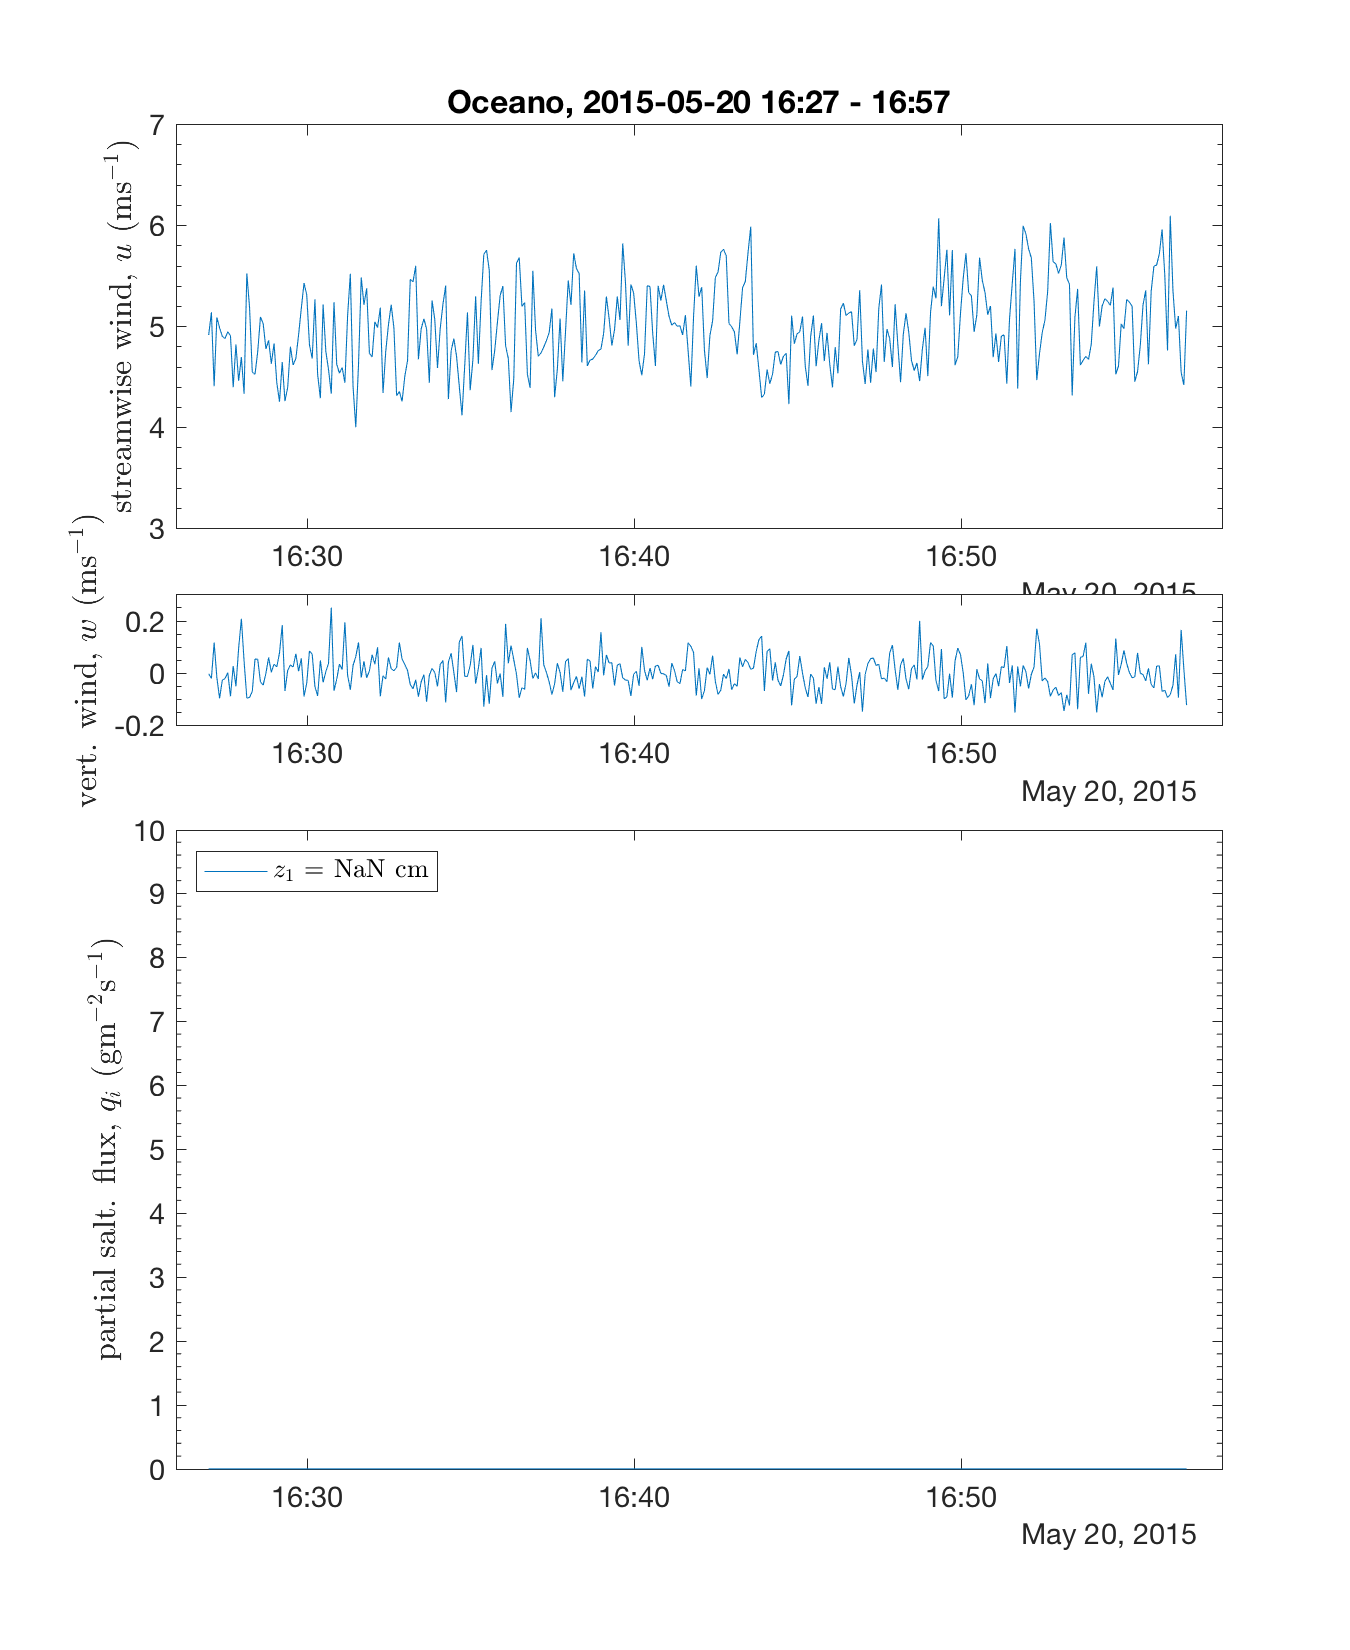 Oceano, 2015-05-20 16:27 - 16:57
streamwise wind, u (ms⁻¹)
7
6
5
4
3
16:30 16:40 16:50
May 20, 2015
vert. wind, w (ms⁻¹)
0.2
0
-0.2
16:30 16:40 16:50
May 20, 2015
partial salt. flux, qᵢ (gm⁻²s⁻¹)
10
z₁ = NaN cm
9
8
7
6
5
4
3
2
1
0
16:30 16:40 16:50
May 20, 2015